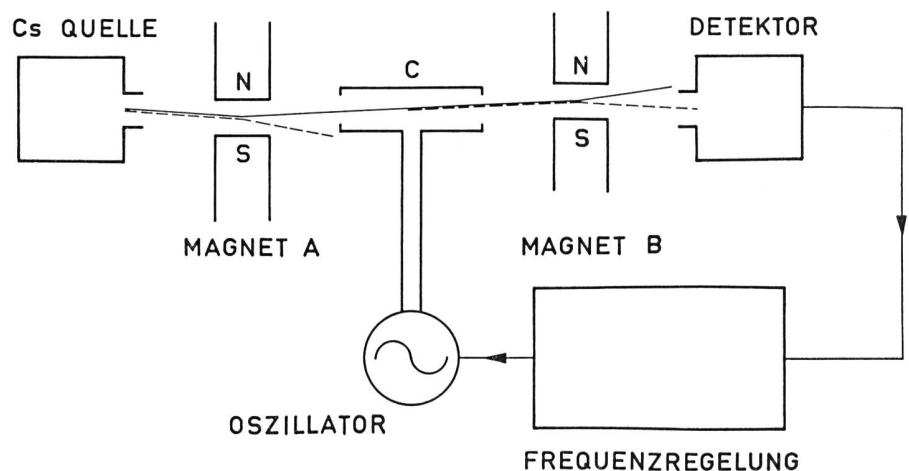 Cs QUELLE
DETEKTOR
N
C
N
S
S
MAGNET A
MAGNET B
OSZILLATOR
FREQUENZREGELUNG